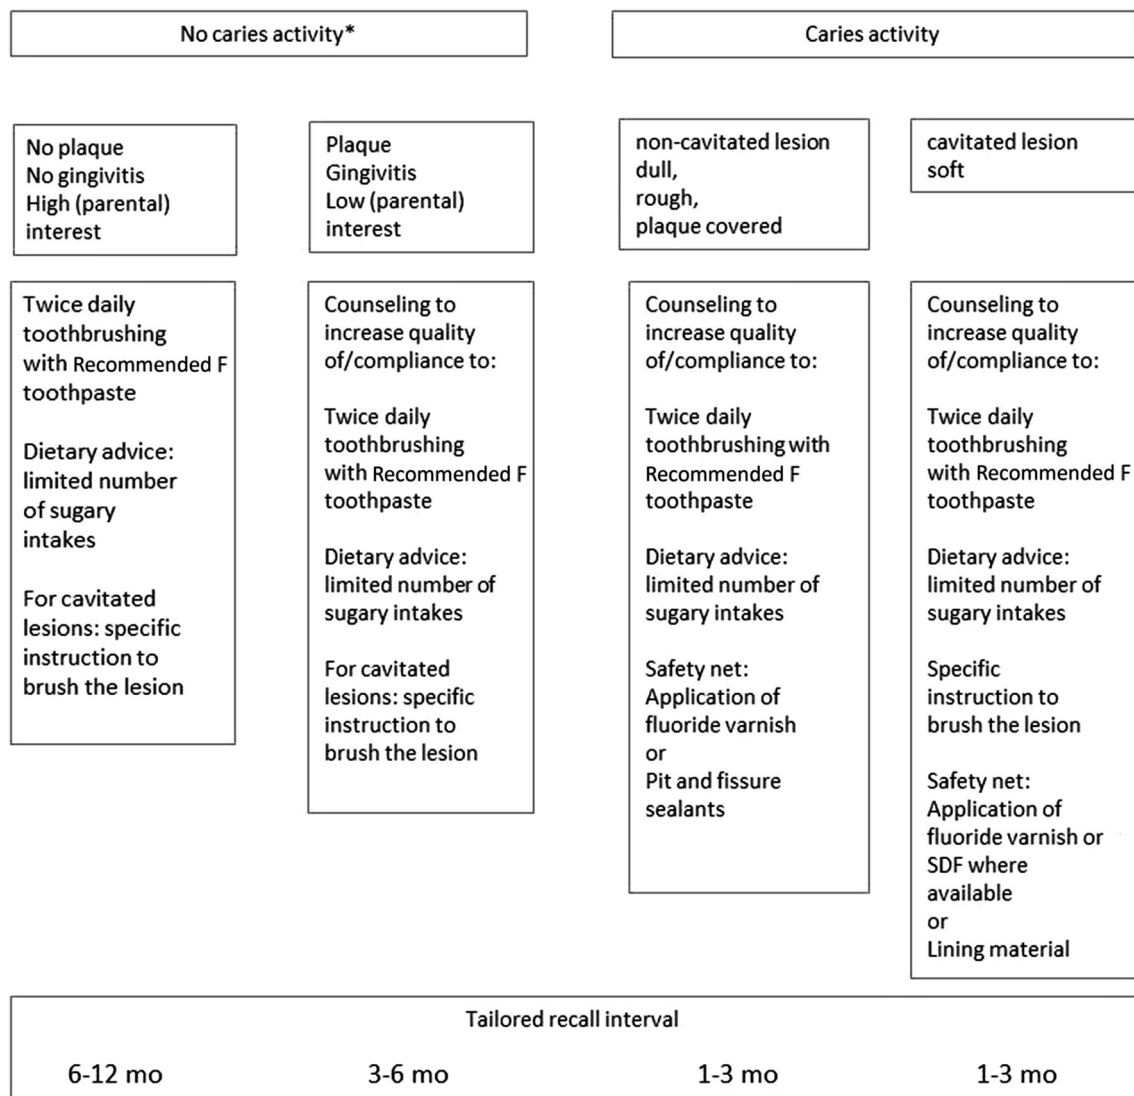 No caries activity*
Caries activity
No plaque
No gingivitis
High (parental)
interest
Plaque
Gingivitis
Low (parental)
interest
non-cavitated lesion
dull,
rough,
plaque covered
cavitated lesion
soft
Twice daily
toothbrushing
with Recommended F
toothpaste
Dietary advice:
limited number
of sugary
intakes
For cavitated
lesions: specific
instruction to
brush the lesion
Counseling to
increase quality
of/compliance to:
Twice daily
toothbrushing
with Recommended F
toothpaste
Dietary advice:
limited number of
sugary intakes
For cavitated
lesions: specific
instruction to
brush the lesion
Counseling to
increase quality
of/compliance to:
Twice daily
toothbrushing with
Recommended F
toothpaste
Dietary advice:
limited number of
sugary intakes
Safety net:
Application of
fluoride varnish
or
Pit and fissure
sealants
Counseling to
increase quality
of/compliance to:
Twice daily
toothbrushing
with Recommended F
toothpaste
Dietary advice:
limited number of
sugary intakes
Specific
instruction to
brush the lesion
Safety net:
Application of
fluoride varnish or
SDF where
available
or
Lining material
Tailored recall interval
6-12 mo
3-6 mo
1-3 mo
1-3 mo